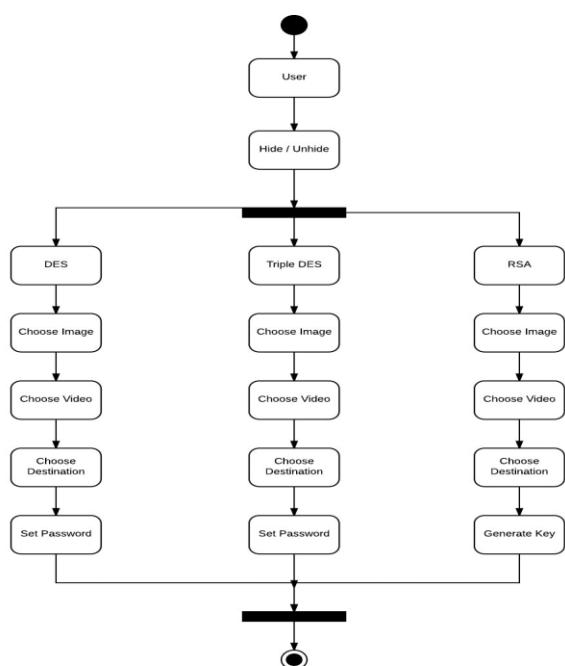 User
Hide / Unhide
DES
Triple DES
RSA
Choose Image
Choose Image
Choose Image
Choose Video
Choose Video
Choose Video
Choose
Destination
Choose
Destination
Choose
Destination
Set Password
Set Password
Generate Key